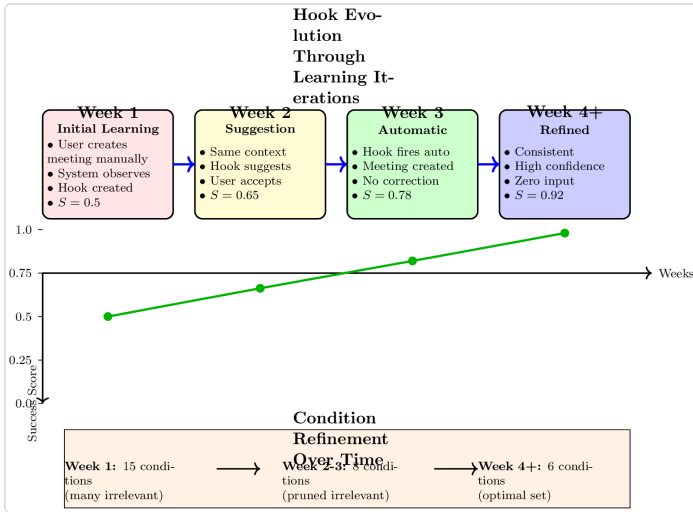 Hook Evo-
lution
Through
Learning It-
erations
Week 1
Initial Learning
• User creates
meeting manually
• System observes
• Hook created
• S = 0.5
Week 2
Suggestion
• Same context
• Hook suggests
• User accepts
• S = 0.65
Week 3
Automatic
• Hook fires auto
• Meeting created
• No correction
• S = 0.78
Week 4+
Refined
• Consistent
• High confidence
• Zero input
• S = 0.92
1.0
0.75
0.5
0.25
0.0
Weeks
Success Score
Condition
Refinement
Over Time
Week 1: 15 condi-
tions
(many irrelevant)
Week 2-3: 8 condi-
tions
(pruned irrelevant)
Week 4+: 6 condi-
tions
(optimal set)